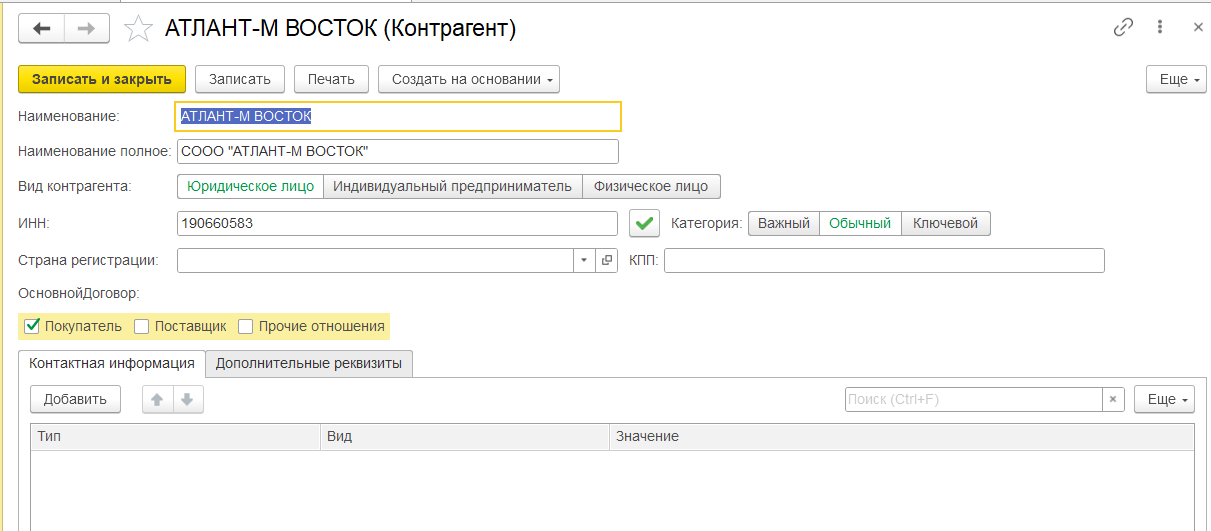 АТЛАНТ-М ВОСТОК (Контрагент)
Записать и закрыть Записать Печать Создать на основании Еще
Наименование: АТЛАНТ-М ВОСТОК
Наименование полное: СООО "АТЛАНТ-М ВОСТОК"
Вид контрагента: Юридическое лицо Индивидуальный предприниматель Физическое лицо
ИНН: 190660583 Категория: Важный Обычный Ключевой
Страна регистрации: КПП:
ОсновнойДоговор:
Покупатель Поставщик Прочие отношения
Контактная информация Дополнительные реквизиты
Добавить Поиск (Ctrl+F) × Еще
Тип Вид Значение